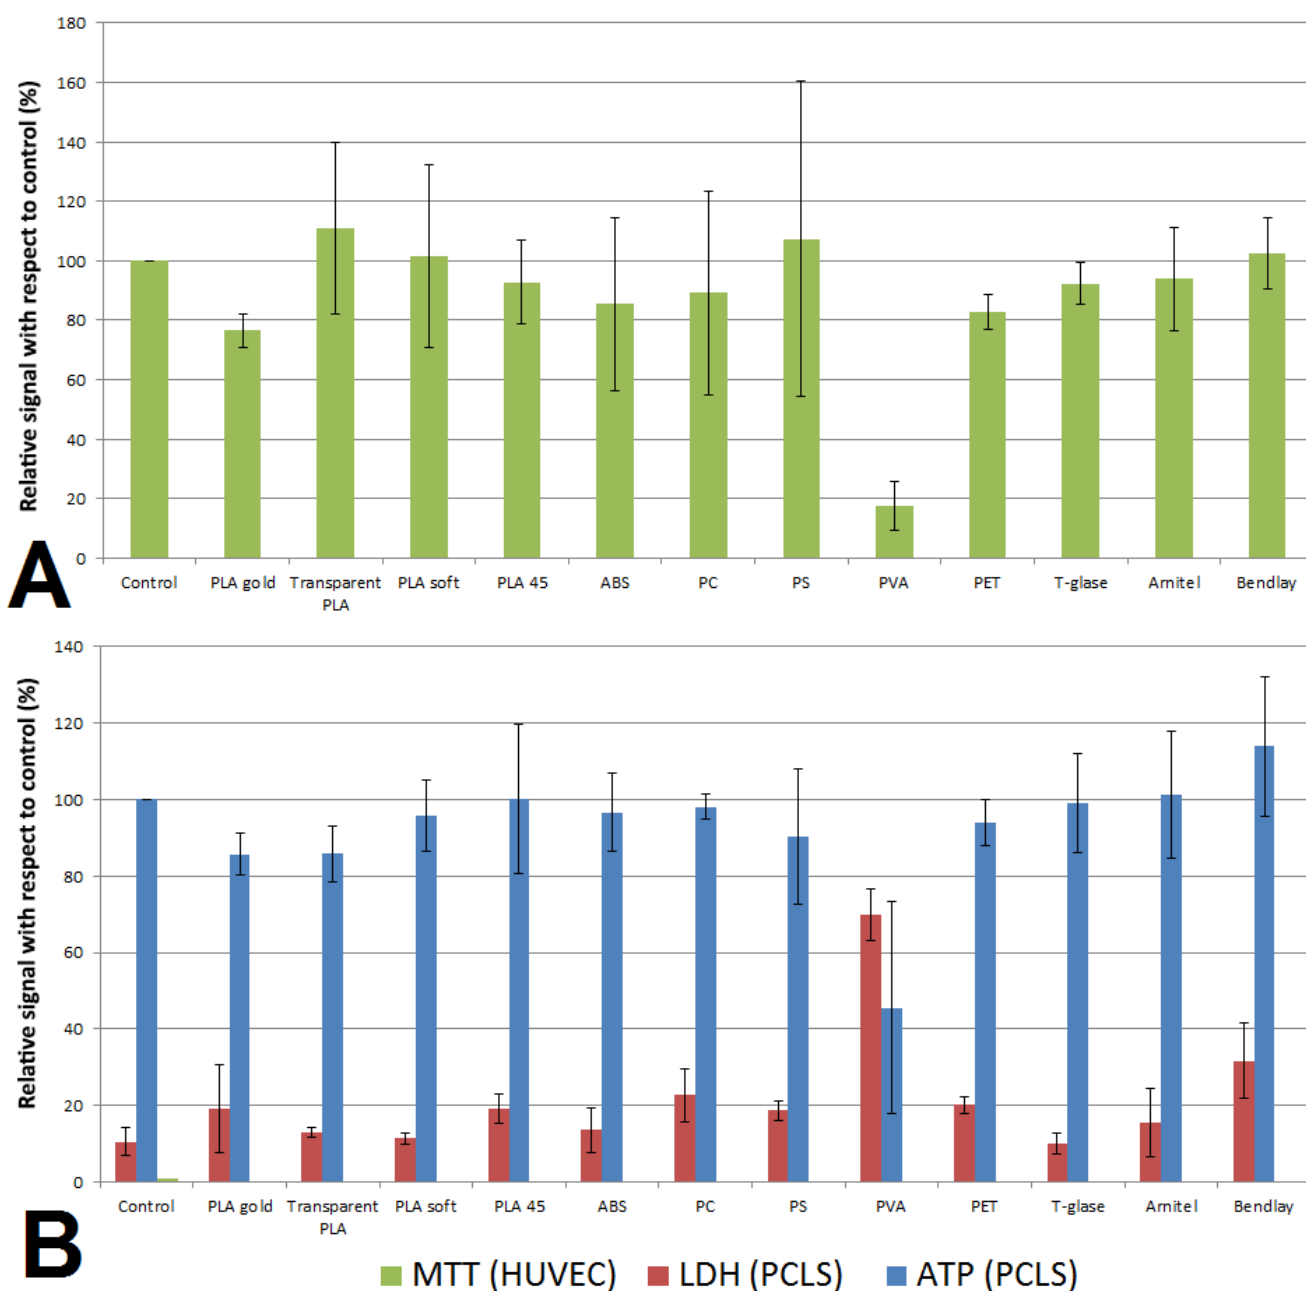 Relative signal with respect to control (%)
180
160
140
120
100
80
60
40
20
0
Control PLA gold Transparent PLA soft PLA 45 ABS PC PS PVA PET T-glase Arnitel Bendlay
PLA
A
Relative signal with respect to control (%)
140
120
100
80
60
40
20
0
Control PLA gold Transparent PLA soft PLA 45 ABS PC PS PVA PET T-glase Arnitel Bendlay
PLA
B
MTT (HUVEC) LDH (PCLS) ATP (PCLS)